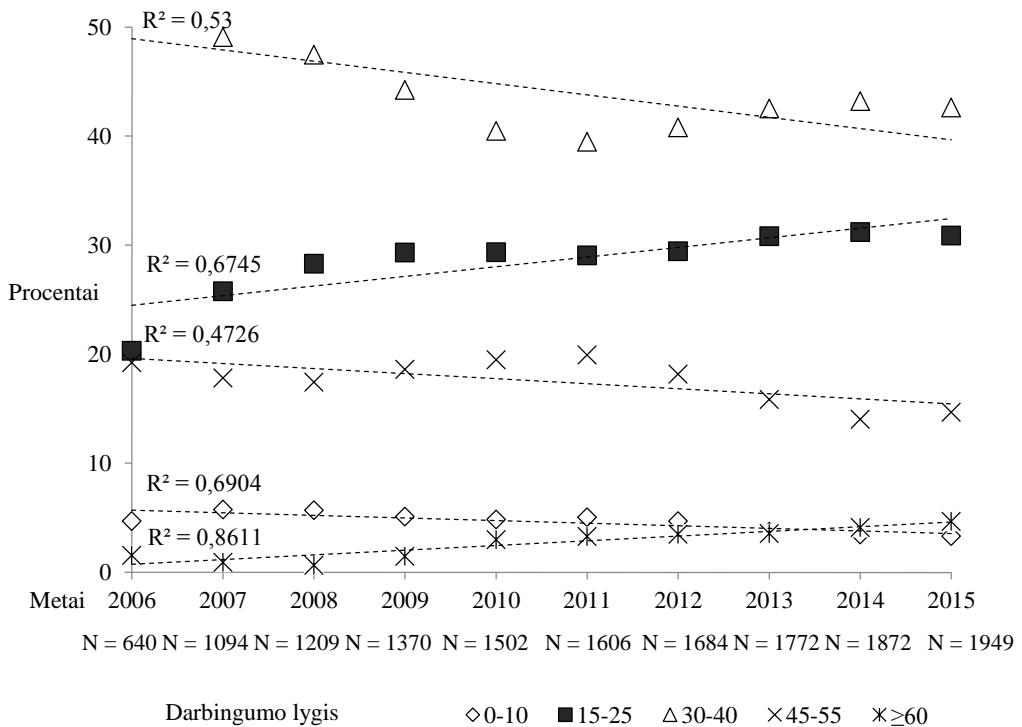 50
R² = 0,53
40
30
R² = 0,6745
Procentai
R² = 0,4726
20
10
R² = 0,6904
R² = 0,8611
0
Metai 2006 2007 2008 2009 2010 2011 2012 2013 2014 2015
N = 640 N = 1094 N = 1209 N = 1370 N = 1502 N = 1606 N = 1684 N = 1772 N = 1872 N = 1949
Darbingumo lygis 0-10 15-25 30-40 45-55 ≥60